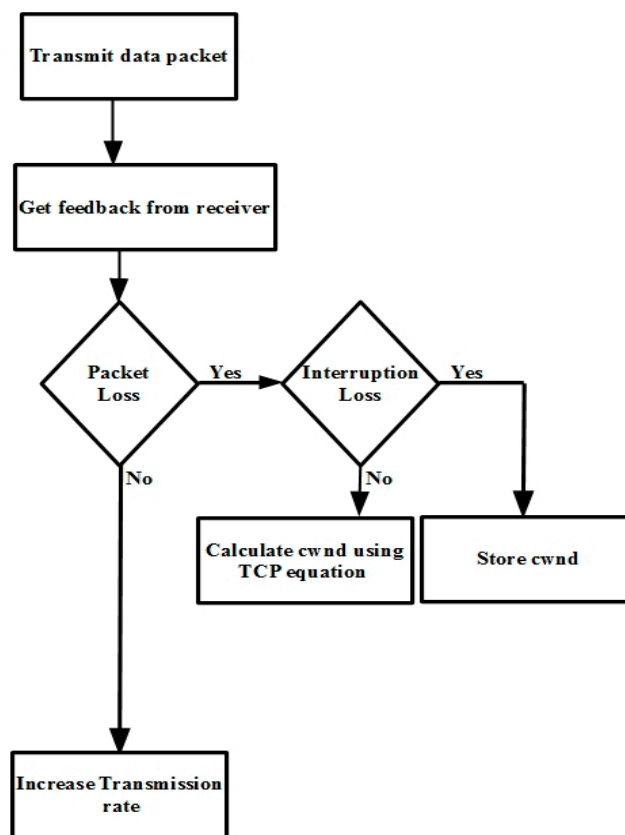 Transmit data packet
Get feedback from receiver
Packet
Loss
Yes
Interruption
Loss
Yes
No
No
Calculate cwnd using
TCP equation
Store cwnd
Increase Transmission
rate